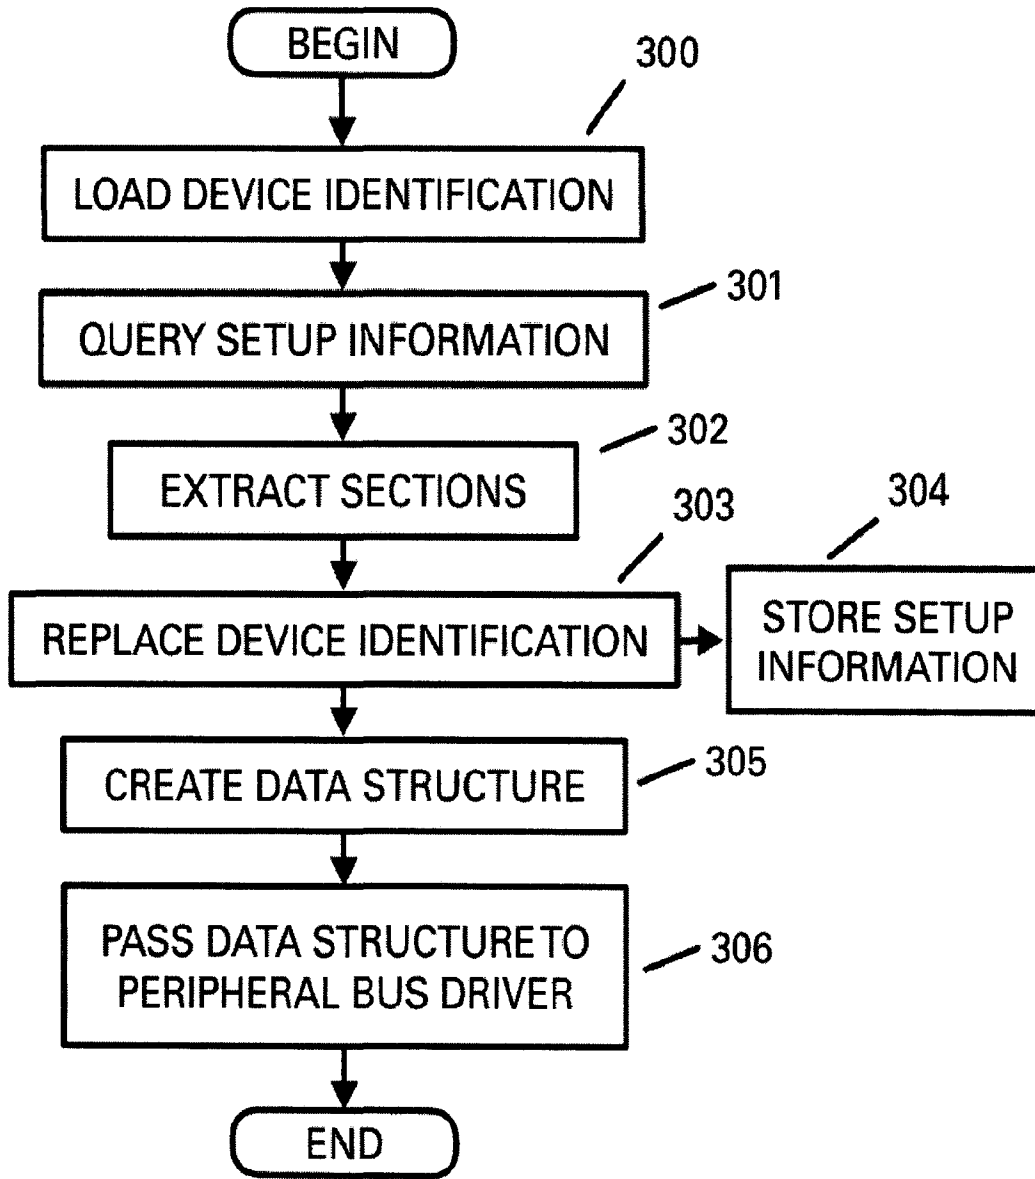 BEGIN
300
LOAD DEVICE IDENTIFICATION
301
QUERY SETUP INFORMATION
302
EXTRACT SECTIONS
303
REPLACE DEVICE IDENTIFICATION
304
STORE SETUP
INFORMATION
305
CREATE DATA STRUCTURE
306
PASS DATA STRUCTURE TO
PERIPHERAL BUS DRIVER
END